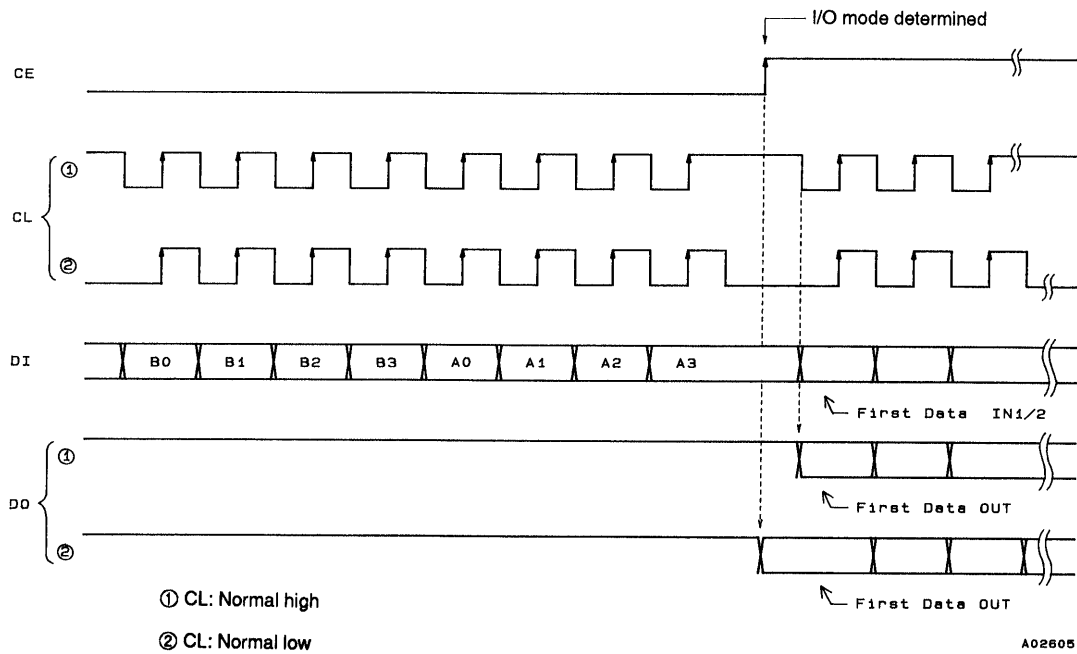 I/O mode determined
CE
CL
①
②
DI
B0 B1 B2 B3 A0 A1 A2 A3
First Data IN1/2
DO
①
First Data OUT
②
First Data OUT
① CL: Normal high
② CL: Normal low
A02605